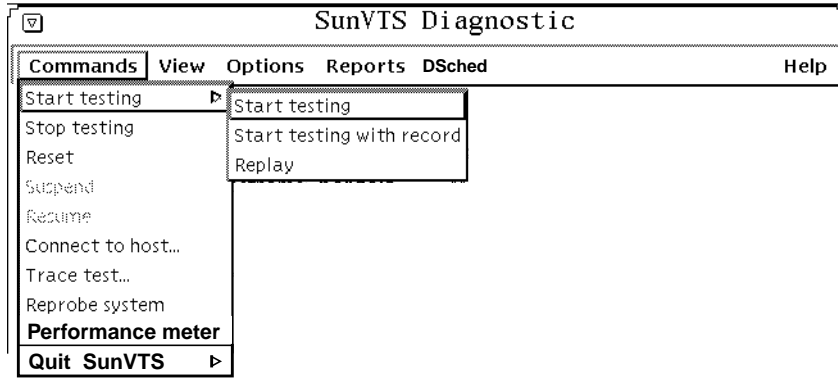 SunVTS Diagnostic
Commands View Options Reports DSched Help
Start testing
Stop testing
Reset
Suspend
Resume
Connect to host...
Trace test...
Reprobe system
Performance meter
Quit SunVTS
Start testing
Start testing with record
Replay